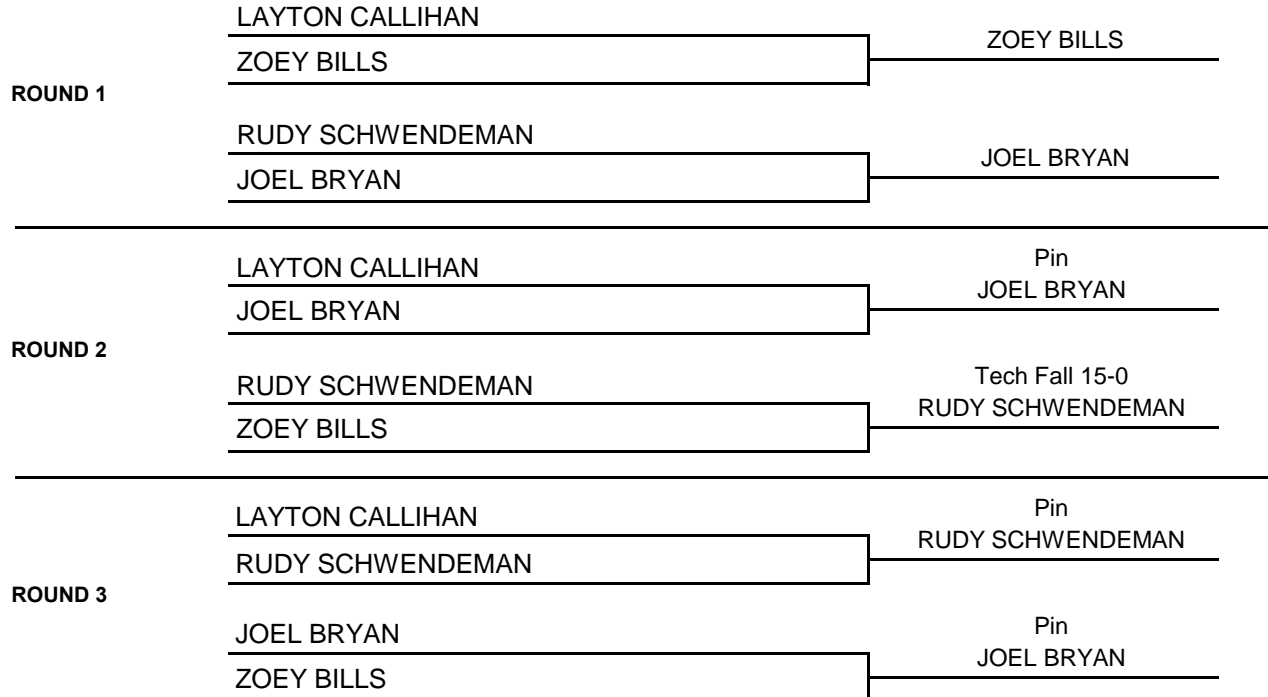 LAYTON CALLIHAN
ZOEY BILLS
ZOEY BILLS
ROUND 1
RUDY SCHWENDEMAN
JOEL BRYAN
JOEL BRYAN
LAYTON CALLIHAN
JOEL BRYAN
Pin
JOEL BRYAN
ROUND 2
RUDY SCHWENDEMAN
ZOEY BILLS
Tech Fall 15-0
RUDY SCHWENDEMAN
LAYTON CALLIHAN
RUDY SCHWENDEMAN
Pin
RUDY SCHWENDEMAN
ROUND 3
JOEL BRYAN
ZOEY BILLS
Pin
JOEL BRYAN